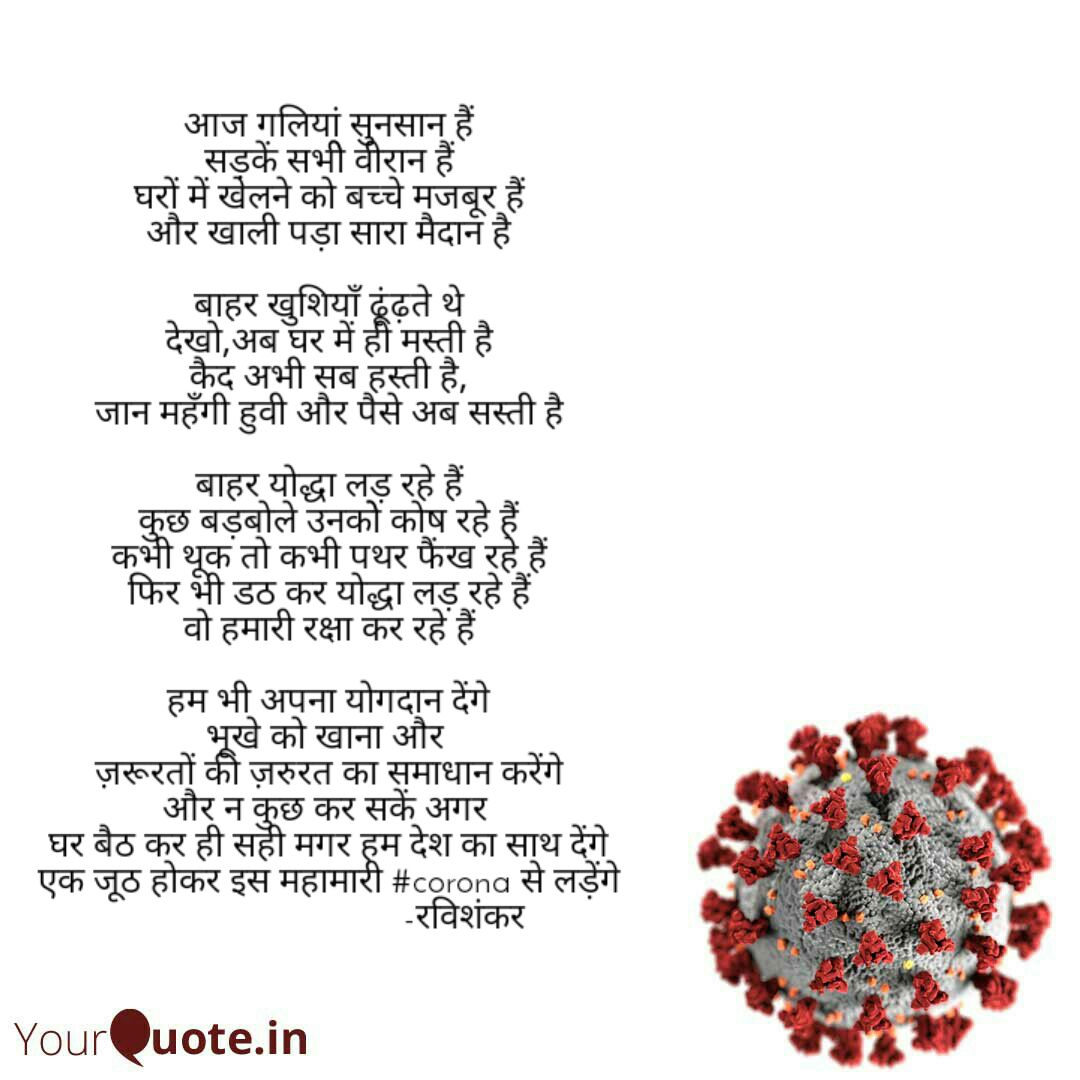 आज गलियां सुनसान हैं
सड़कें सभी वीरान हैं
घरों में खेलने को बच्चे मजबूर हैं
और खाली पड़ा सारा मैदान है
बाहर खुशियाँ ढूंढ़ते थे
देखो,अब घर में ही मस्ती है
कैद अभी सब हस्ती है,
जान महँगी हुवी और पैसे अब सस्ती है
बाहर योद्धा लड़ रहे हैं
कुछ बड़बोले उनको कोष रहे हैं
कभी थूक तो कभी पथर फैंख रहे हैं
फिर भी डठ कर योद्धा लड़ रहे हैं
वो हमारी रक्षा कर रहे हैं
हम भी अपना योगदान देंगे
भूखे को खाना और
ज़रूरतों की ज़रुरत का समाधान करेंगे
और न कुछ कर सकें अगर
घर बैठ कर ही सही मगर हम देश का साथ देंगे
एक जूठ होकर इस महामारी #corona से लड़ेंगे
-रविशंकर
YourQuote.in